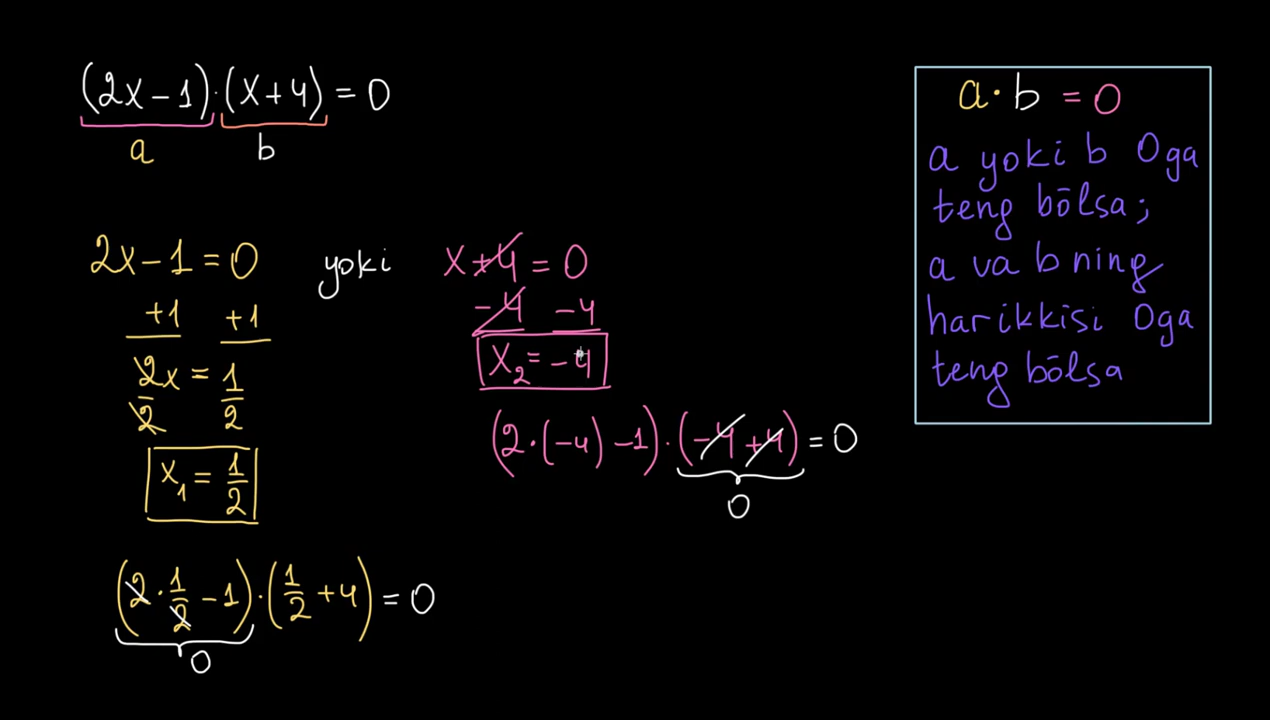 (2x-1)·(x+4)=0
a b
2x-1=0 yoki x+4=0
+1 +1 -4 -4
2x/2 = 1/2
x₂=-4
x₁=1/2
(2·(-4)-1)·(-4+4)=0
0
(2·1/2-1)·(1/2+4)=0
0
a·b=0
a yoki b 0ga
teng bōlsa;
a va b ning
harikkisi 0ga
teng bōlsa